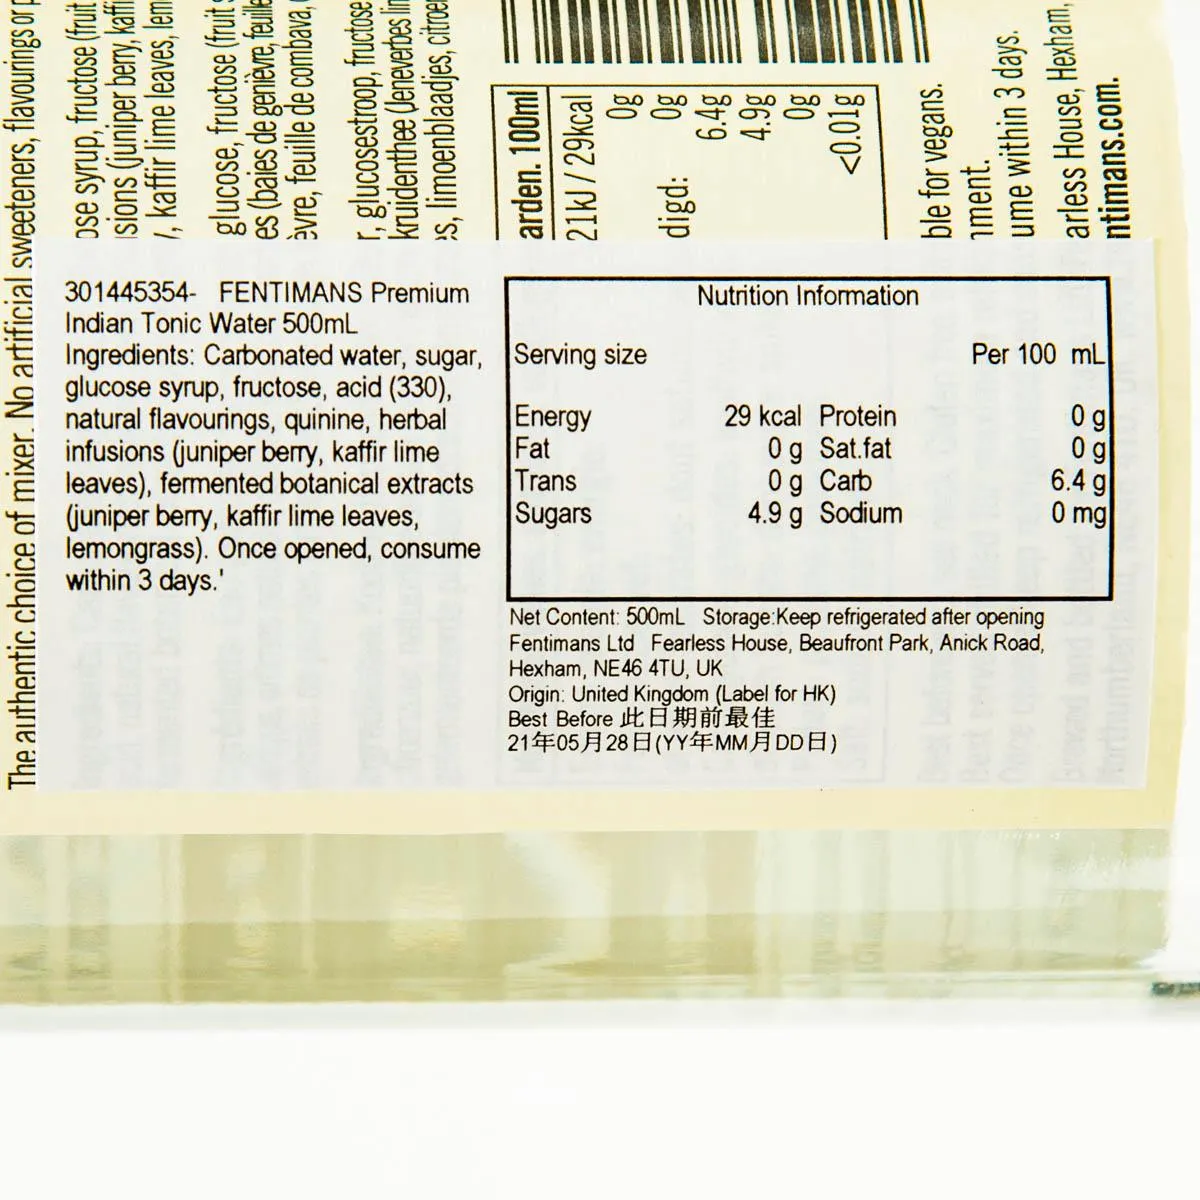 The authentic choice of mixer. No artificial sweeteners, flavourings or
ose syrup, fructose (fruit
sions (juniper berry, kaffi
, kaffir lime leaves, lem
glucose, fructose (fruit s
es (baies de genièvre, feuille
èvre, feuille de combava,
, glucosestroop, fructose
kruidenthee (Jeneverbes lim
s, limoenblaadjes, citroe
arden. 100ml
21kJ / 29kcal
0g
digd: 0g
6.4g
4.9g
0g
<0.01g
ble for vegans.
nment.
ume within 3 days.
arless House, Hexham,
ntimans.com.
301445354- FENTIMANS Premium
Indian Tonic Water 500mL
Ingredients: Carbonated water, sugar,
glucose syrup, fructose, acid (330),
natural flavourings, quinine, herbal
infusions (juniper berry, kaffir lime
leaves), fermented botanical extracts
(juniper berry, kaffir lime leaves,
lemongrass). Once opened, consume
within 3 days.'
Nutrition Information
Serving size Per 100 mL
Energy 29 kcal Protein 0 g
Fat 0 g Sat.fat 0 g
Trans 0 g Carb 6.4 g
Sugars 4.9 g Sodium 0 mg
Net Content: 500mL Storage:Keep refrigerated after opening
Fentimans Ltd Fearless House, Beaufront Park, Anick Road,
Hexham, NE46 4TU, UK
Origin: United Kingdom (Label for HK)
Best Before 此日期前最佳
21年05月28日(YY年MM月DD日)